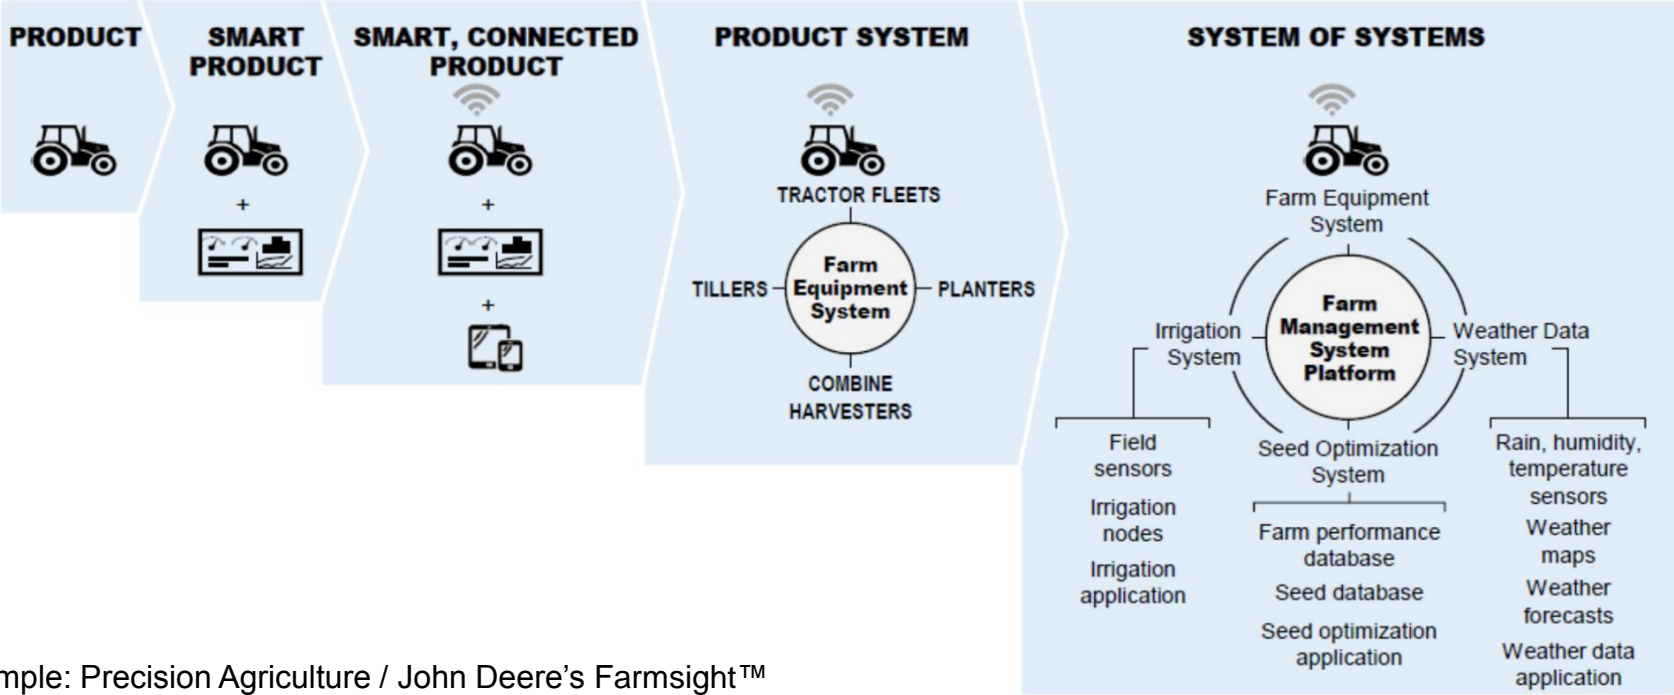 PRODUCT
SMART
PRODUCT
+
SMART, CONNECTED
PRODUCT
+
+
PRODUCT SYSTEM
TRACTOR FLEETS
TILLERS
Farm
Equipment
System
PLANTERS
COMBINE
HARVESTERS
SYSTEM OF SYSTEMS
Farm Equipment
System
Farm
Management
System
Platform
Irrigation
System
Field
sensors
Irrigation
nodes
Irrigation
application
Seed Optimization
System
Farm performance
database
Seed database
Seed optimization
application
Weather Data
System
Rain, humidity,
temperature
sensors
Weather
maps
Weather
forecasts
Weather data
application
mple: Precision Agriculture / John Deere's Farmsight™